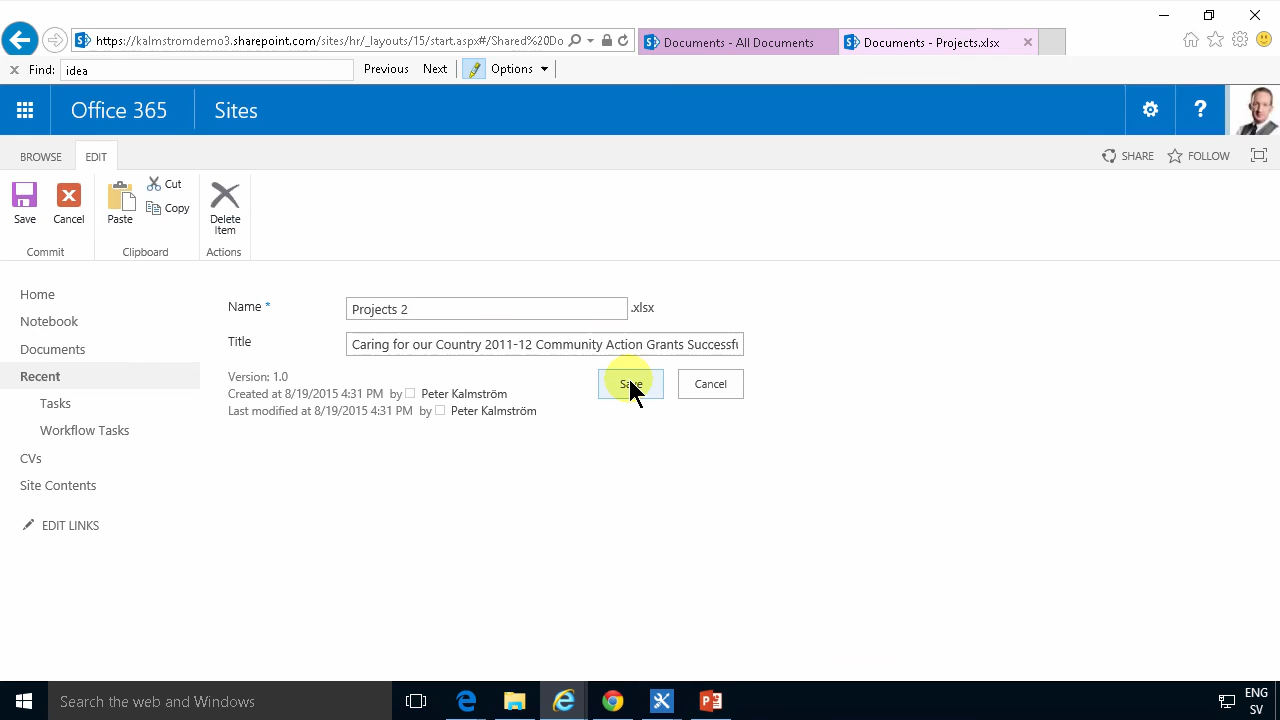 https://kalmstromdemo3.sharepoint.com/sites/hr/_layouts/15/start.aspx#/Shared%20Do
Documents - All Documents
Documents - Projects.xlsx
Find:
idea
Previous
Next
Options
Office 365
Sites
?
BROWSE
EDIT
SHARE
FOLLOW
Save
Cancel
Paste
Cut
Copy
Delete
Item
Commit
Clipboard
Actions
Home
Notebook
Documents
Recent
Tasks
Workflow Tasks
CVs
Site Contents
EDIT LINKS
Name *
Projects 2
.xlsx
Title
Caring for our Country 2011-12 Community Action Grants Successfu
Version: 1.0
Created at 8/19/2015 4:31 PM by Peter Kalmström
Last modified at 8/19/2015 4:31 PM by Peter Kalmström
Save
Cancel
Search the web and Windows
ENG
SV